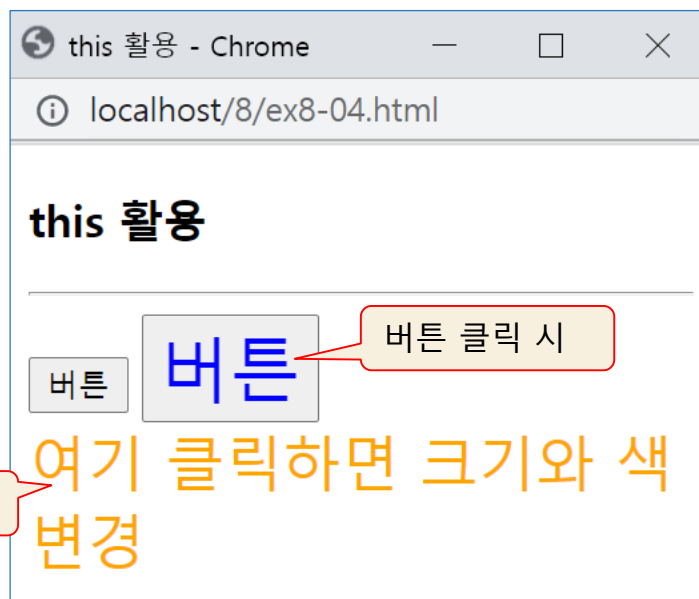 this 활용 - Chrome
localhost/8/ex8-04.html
this 활용
버튼 버튼 버튼 클릭 시
여기 클릭하면 크기와 색
변경